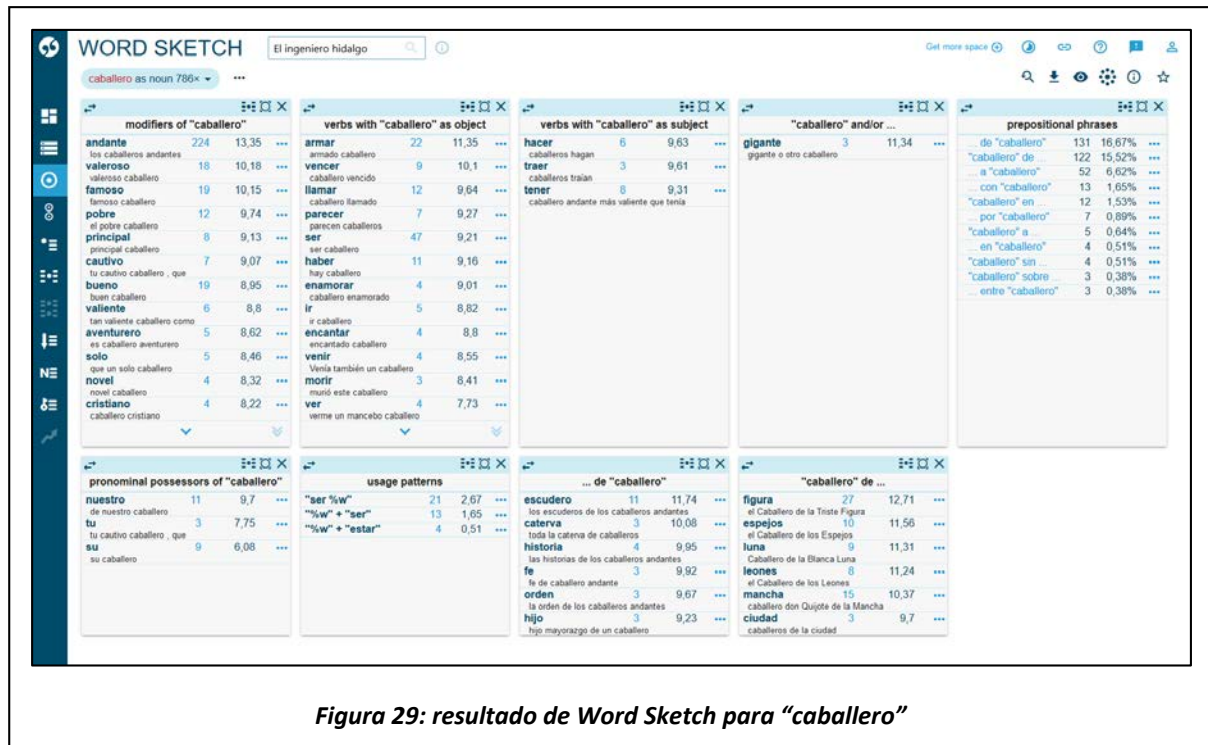 WORD SKETCH
El ingeniero hidalgo
Get more space
caballero as noun 786×
modifiers of "caballero"
andante 224 13,35
los caballeros andantes
valeroso 18 10,18
valeroso caballero
famoso 19 10,15
famoso caballero
pobre 12 9,74
el pobre caballero
principal 8 9,13
principal caballero
cautivo 7 9,07
tu cautivo caballero , que
bueno 19 8,95
buen caballero
valiente 6 8,8
tan valiente caballero como
aventurero 5 8,62
es caballero aventurero
solo 5 8,46
que un solo caballero
novel 4 8,32
novel caballero
cristiano 4 8,22
caballero cristiano
verbs with "caballero" as object
armar 22 11,35
armado caballero
vencer 9 10,1
caballero vencido
llamar 12 9,64
caballero llamado
parecer 7 9,27
parecen caballeros
ser 47 9,21
ser caballero
haber 11 9,16
hay caballero
enamorar 4 9,01
caballero enamorado
ir 5 8,82
ir caballero
encantar 4 8,8
encantado caballero
venir 4 8,55
Venía también un caballero
morir 3 8,41
murió este caballero
ver 4 7,73
verme un mancebo caballero
verbs with "caballero" as subject
hacer 6 9,63
caballeros hagan
traer 3 9,61
caballeros traían
tener 8 9,31
caballero andante más valiente que tenía
"caballero" and/or ...
gigante 3 11,34
gigante o otro caballero
prepositional phrases
... de "caballero" 131 16,67%
"caballero" de ... 122 15,52%
... a "caballero" 52 6,62%
... con "caballero" 13 1,65%
"caballero" en ... 12 1,53%
... por "caballero" 7 0,89%
"caballero" a ... 5 0,64%
... en "caballero" 4 0,51%
"caballero" sin ... 4 0,51%
"caballero" sobre ... 3 0,38%
... entre "caballero" 3 0,38%
pronominal possessors of "caballero"
nuestro 11 9,7
de nuestro caballero
tu 3 7,75
tu cautivo caballero , que
su 9 6,08
su caballero
usage patterns
"ser %w" 21 2,67
"%w" + "ser" 13 1,65
"%w" + "estar" 4 0,51
... de "caballero"
escudero 11 11,74
los escuderos de los caballeros andantes
caterva 3 10,08
toda la caterva de caballeros
historia 4 9,95
las historias de los caballeros andantes
fe 3 9,92
fe de caballero andante
orden 3 9,67
la orden de los caballeros andantes
hijo 3 9,23
hijo mayorazgo de un caballero
"caballero" de ...
figura 27 12,71
el Caballero de la Triste Figura
espejos 10 11,56
el Caballero de los Espejos
luna 9 11,31
Caballero de la Blanca Luna
leones 8 11,24
el Caballero de los Leones
mancha 15 10,37
caballero don Quijote de la Mancha
ciudad 3 9,7
caballeros de la ciudad
Figura 29: resultado de Word Sketch para “caballero”